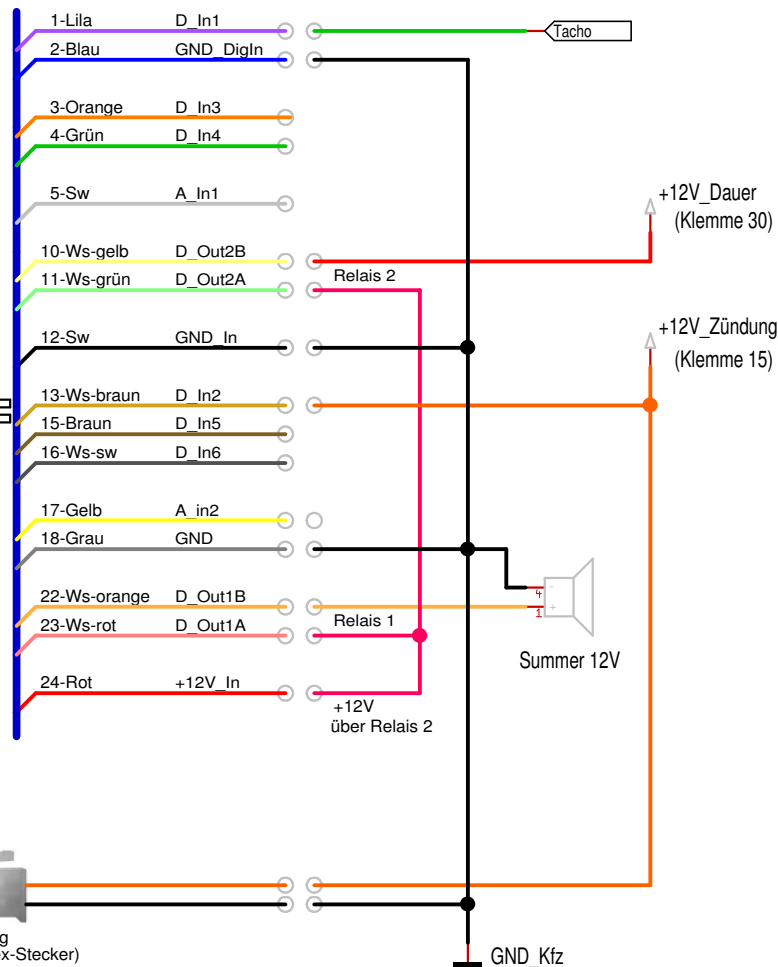 1-Lila D_In1
Tacho
2-Blau GND_DigIn
3-Orange D_In3
4-Grün D_In4
5-Sw A_In1
+12V_Dauer
(Klemme 30)
10-Ws-gelb D_Out2B
11-Ws-grün D_Out2A Relais 2
12-Sw GND_In
+12V_Zündung
(Klemme 15)
13-Ws-braun D_In2
15-Braun D_In5
16-Ws-sw D_In6
17-Gelb A_in2
18-Grau GND
- 4
22-Ws-orange D_Out1B
1 +
23-Ws-rot D_Out1A Relais 1
Summer 12V
24-Rot +12V_In
+12V
über Relais 2
g
x-Stecker)
GND_Kfz